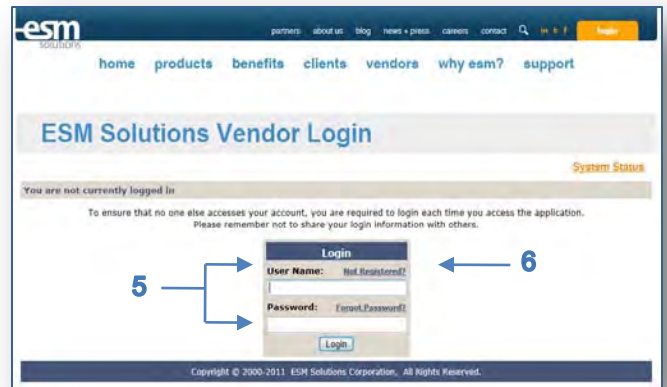 esm
solutions
partners about us blog news + press careers contact in t f login
home products benefits clients vendors why esm? support
ESM Solutions Vendor Login
System Status
You are not currently logged in
To ensure that no one else accesses your account, you are required to login each time you access the application.
Please remember not to share your login information with others.
Login
User Name: Not Registered?
5
6
Password: Forgot Password?
Login
Copyright © 2000-2011 ESM Solutions Corporation, All Rights Reserved.